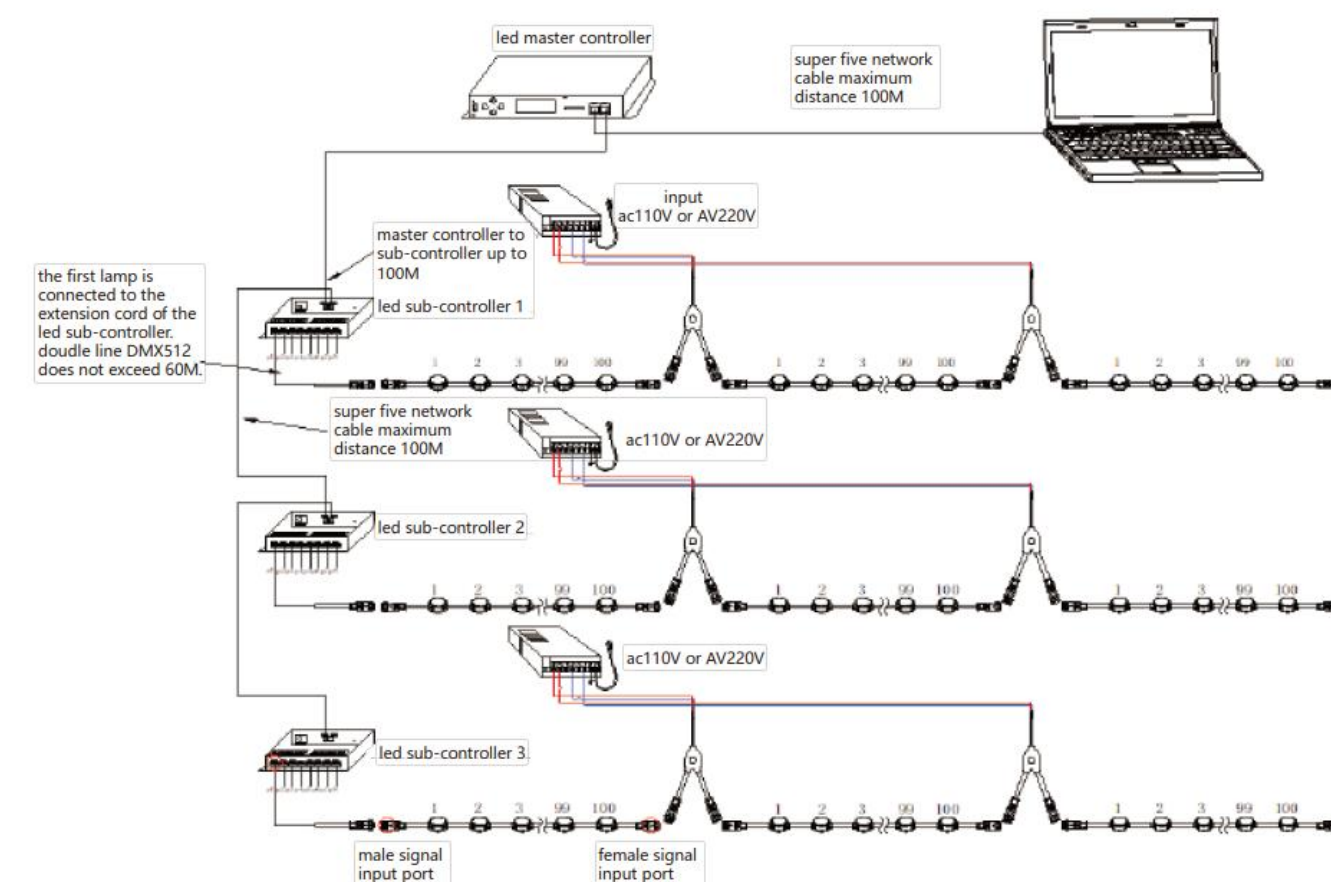 led master controller
super five network
cable maximum
distance 100M
input
ac110V or AV220V
master controller to
sub-controller up to
100M
led sub-controller 1
the first lamp is
connected to the
extension cord of the
led sub-controller.
doudle line DMX512
does not exceed 60M.
1 2 3 99 100 1 2 3 99 100 1 2 3 99 100
super five network
cable maximum
distance 100M
ac110V or AV220V
led sub-controller 2
1 2 3 99 100 1 2 3 99 100 1 2 3 99 100
ac110V or AV220V
led sub-controller 3
1 2 3 99 100 1 2 3 99 100 1 2 3 99 100
male signal
input port
female signal
input port